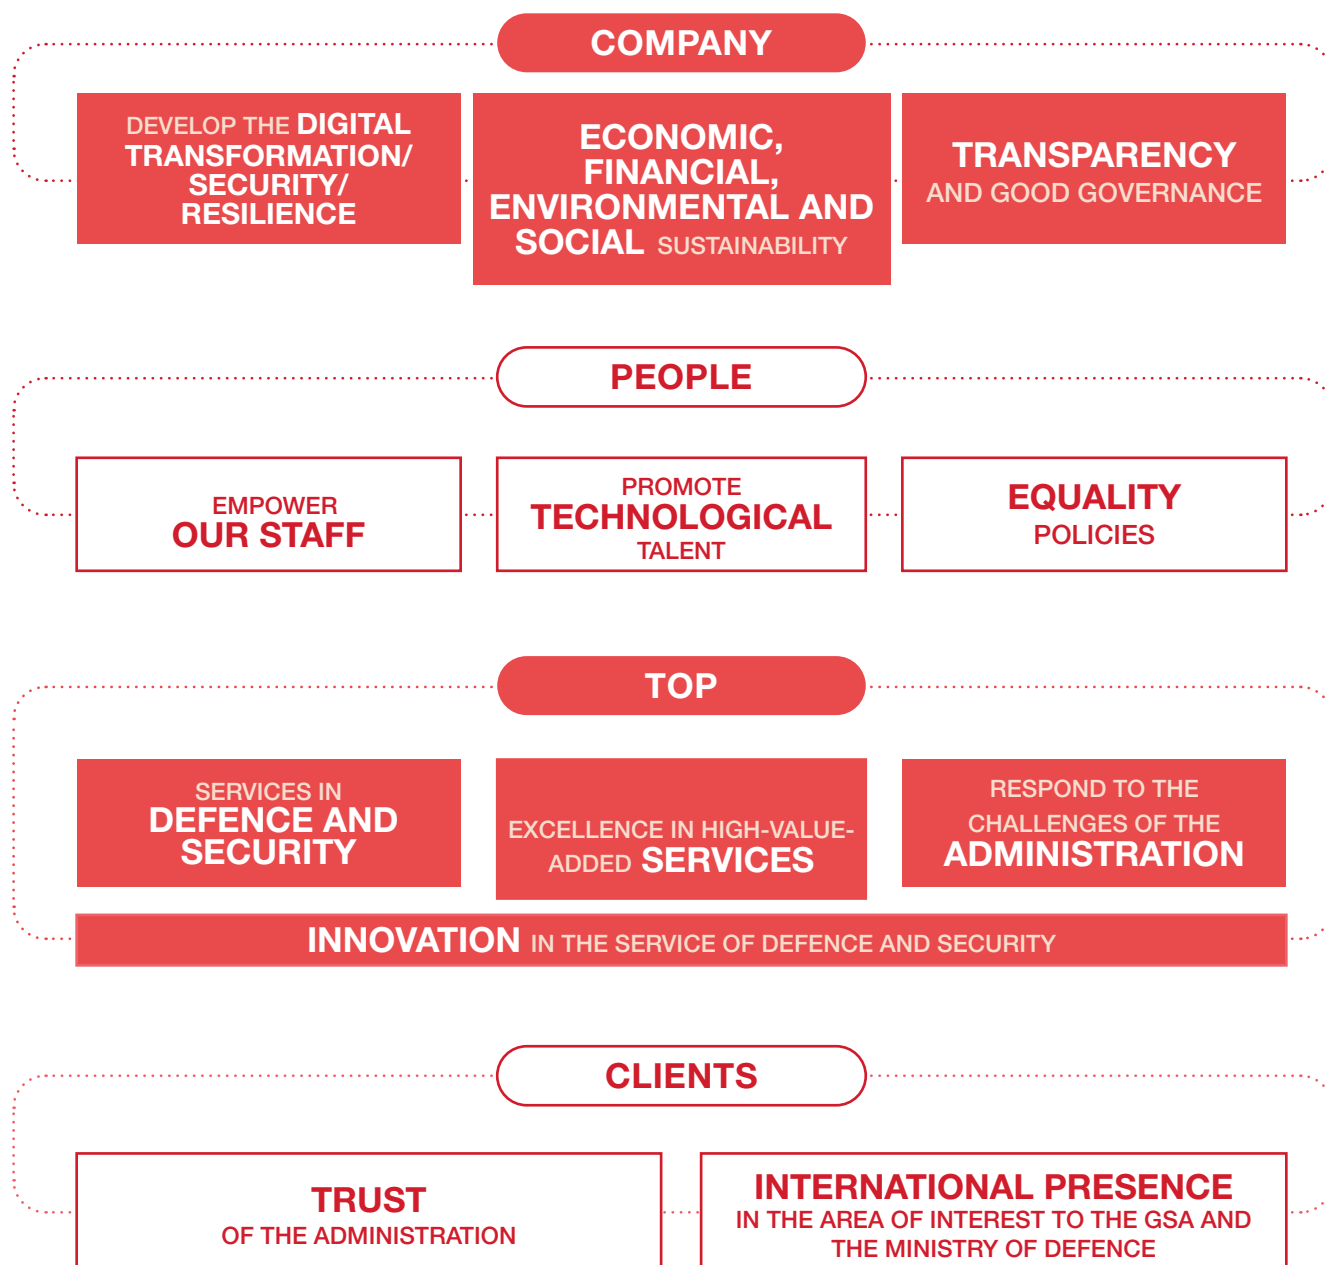 COMPANY
DEVELOP THE DIGITAL
TRANSFORMATION/
SECURITY/
RESILIENCE
ECONOMIC,
FINANCIAL,
ENVIRONMENTAL AND
SOCIAL SUSTAINABILITY
TRANSPARENCY
AND GOOD GOVERNANCE
PEOPLE
EMPOWER
OUR STAFF
PROMOTE
TECHNOLOGICAL
TALENT
EQUALITY
POLICIES
TOP
SERVICES IN
DEFENCE AND
SECURITY
EXCELLENCE IN HIGH-VALUE-
ADDED SERVICES
RESPOND TO THE
CHALLENGES OF THE
ADMINISTRATION
INNOVATION IN THE SERVICE OF DEFENCE AND SECURITY
CLIENTS
TRUST
OF THE ADMINISTRATION
INTERNATIONAL PRESENCE
IN THE AREA OF INTEREST TO THE GSA AND
THE MINISTRY OF DEFENCE